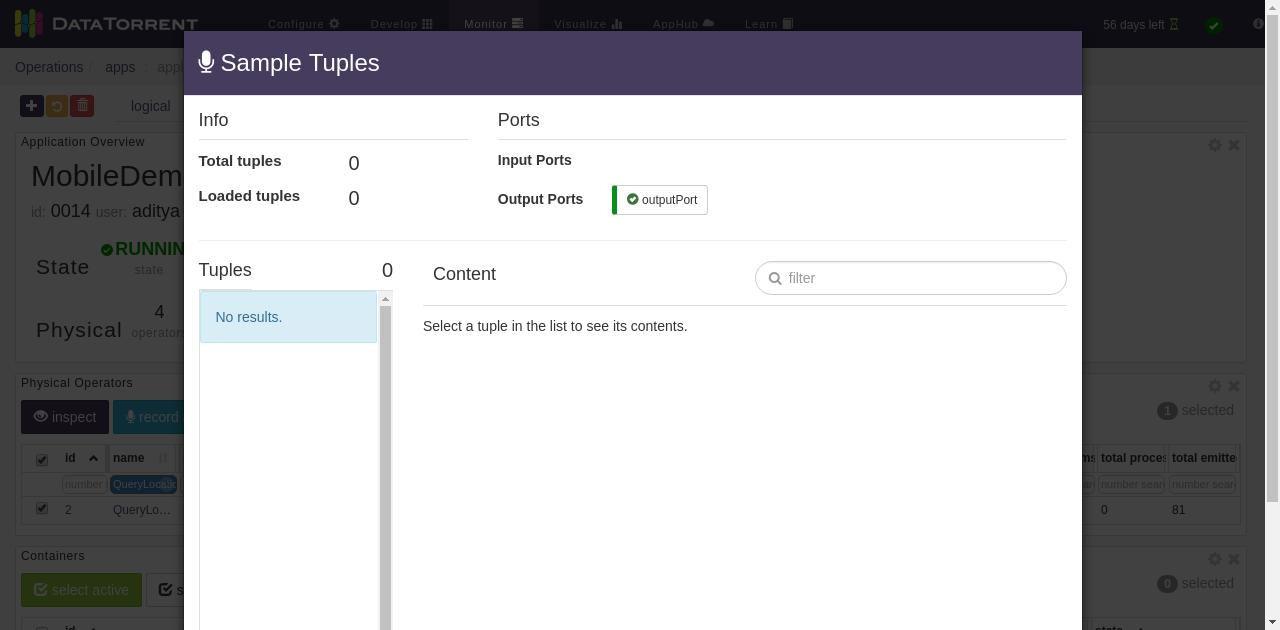 DATATORRENT Configure Develop Monitor Visualize AppHub Learn 56 days left
Operations / apps :
Sample Tuples
logical
Info Ports
Application Overview
Total tuples 0 Input Ports
MobileDem
Loaded tuples 0 Output Ports outputPort
id: 0014 user: aditya
RUNNIN
State state
Tuples 0 Content filter
4
No results.
Physical operators
Select a tuple in the list to see its contents.
Physical Operators
inspect record 1 selected
id name total proces total emitte
number QueryLocatio number sear number sear
2 QueryLo... 0 81
Containers
select active s 0 selected
id state